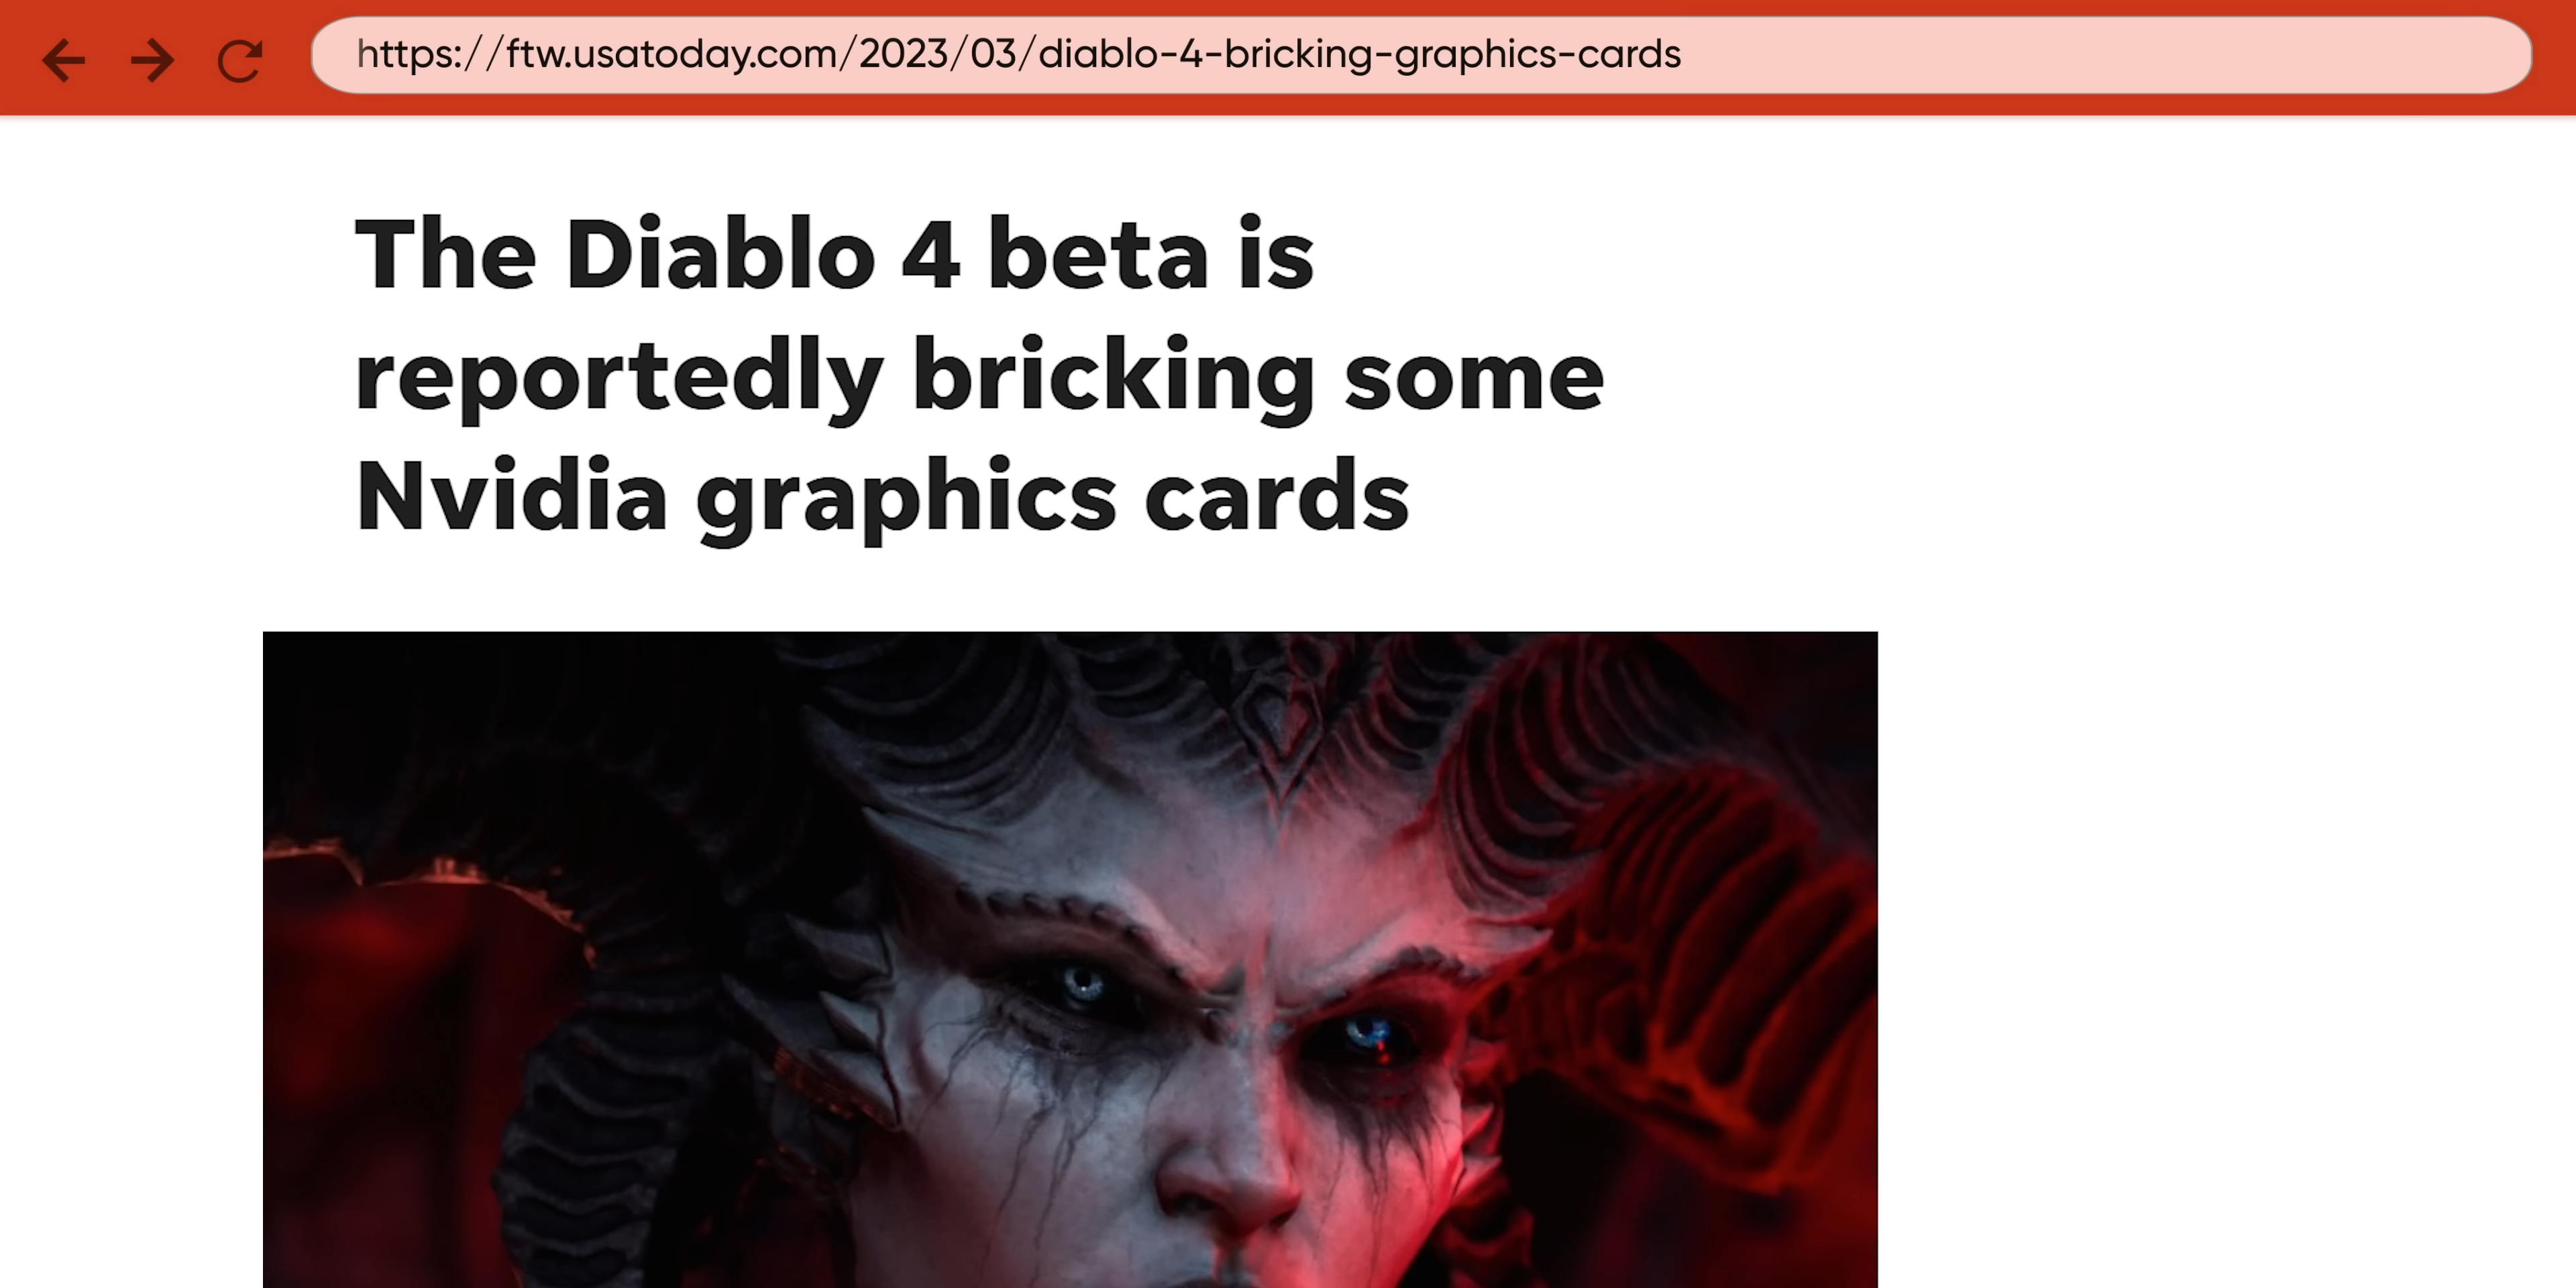 https://ftw.usatoday.com/2023/03/diablo-4-bricking-graphics-cards
The Diablo 4 beta is
reportedly bricking some
Nvidia graphics cards